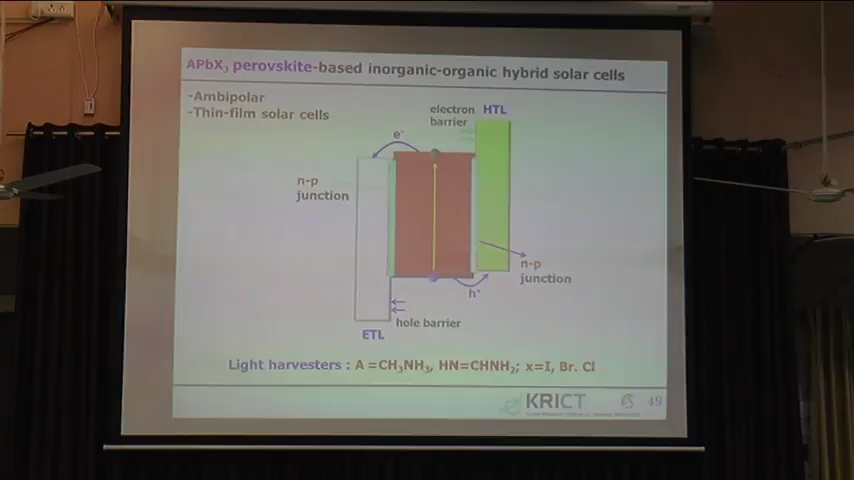 APbX₃ perovskite-based inorganic-organic hybrid solar cells
-Ambipolar
-Thin-film solar cells
electron
barrier
HTL
e⁻
n-p
junction
n-p
junction
h⁺
hole barrier
ETL
Light harvesters : A =CH₃NH₃, HN=CHNH₂; x=I, Br. Cl
KRICT
49